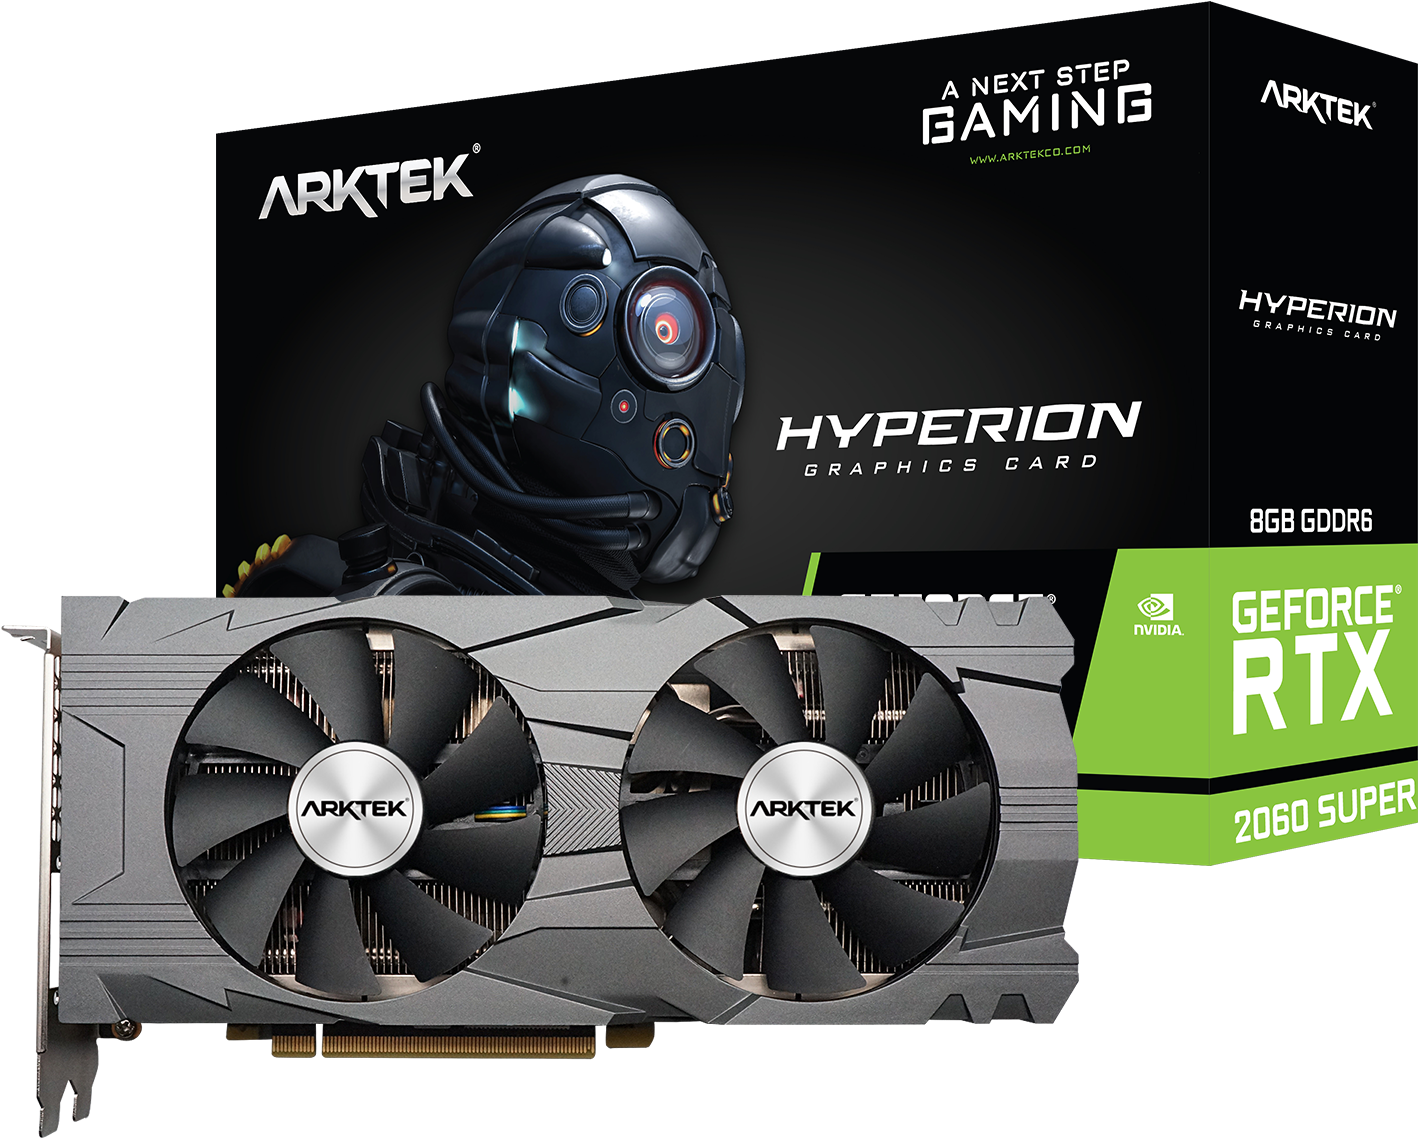 ARKTEK®
A NEXT STEP
GAMING
WWW.ARKTEKCO.COM
HYPERION
GRAPHICS CARD
GEFORCE®
ARKTEK®
HYPERION
GRAPHICS CARD
8GB GDDR6
NVIDIA.
GEFORCE®
RTX
2060 SUPER
ARKTEK®
ARKTEK®